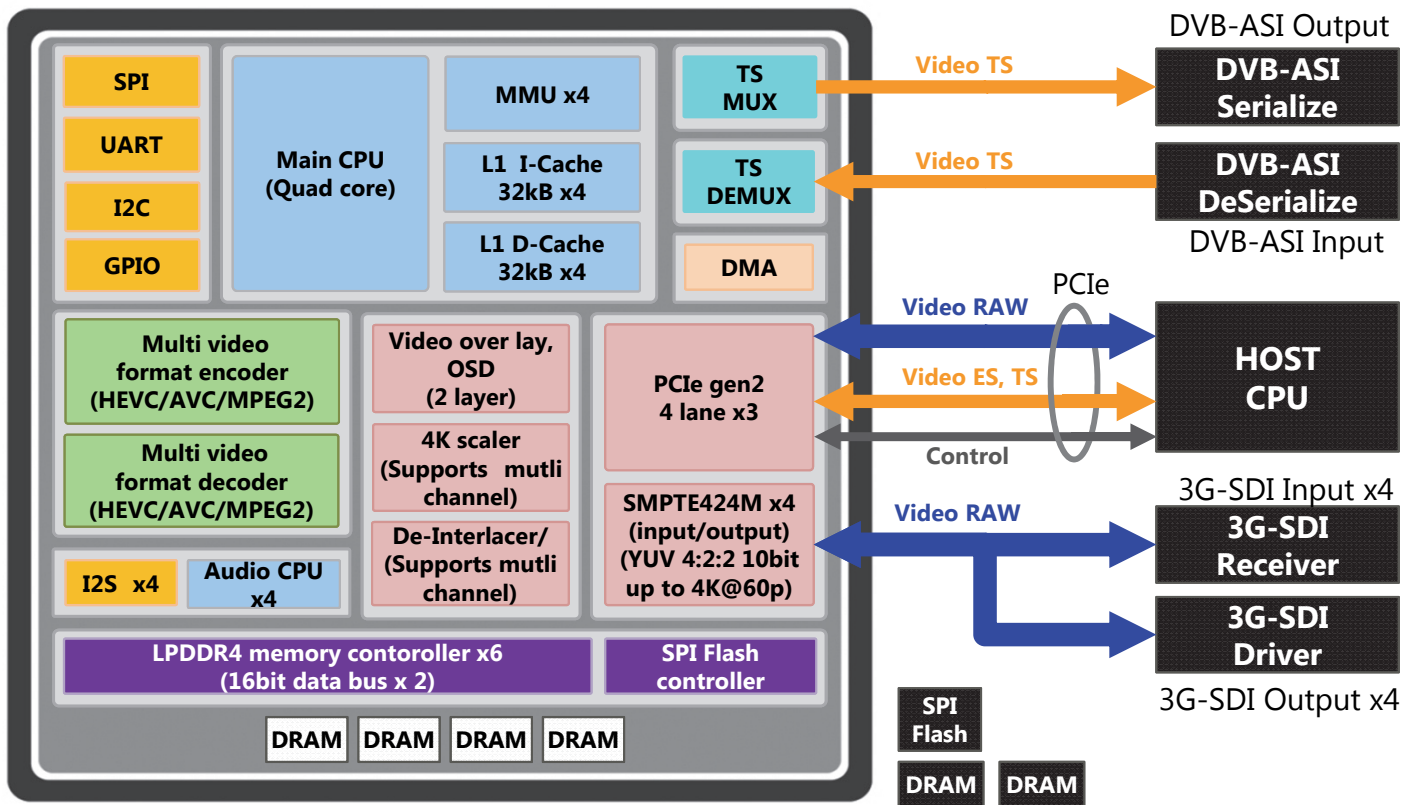 SPI
UART
I2C
GPIO
Main CPU
(Quad core)
MMU x4
L1 I-Cache
32kB x4
L1 D-Cache
32kB x4
TS
MUX
TS
DEMUX
DMA
Multi video
format encoder
(HEVC/AVC/MPEG2)
Multi video
format decoder
(HEVC/AVC/MPEG2)
I2S x4
Audio CPU
x4
Video over lay,
OSD
(2 layer)
4K scaler
(Supports mutli
channel)
De-Interlacer/
(Supports mutli
channel)
PCIe gen2
4 lane x3
SMPTE424M x4
(input/output)
(YUV 4:2:2 10bit
up to 4K@60p)
LPDDR4 memory contoroller x6
(16bit data bus x 2)
SPI Flash
controller
DRAM
DRAM
DRAM
DRAM
Video TS
DVB-ASI Output
DVB-ASI
Serialize
Video TS
DVB-ASI
DeSerialize
DVB-ASI Input
PCIe
Video RAW
Video ES, TS
Control
HOST
CPU
Video RAW
3G-SDI Input x4
3G-SDI
Receiver
3G-SDI
Driver
3G-SDI Output x4
SPI
Flash
DRAM
DRAM